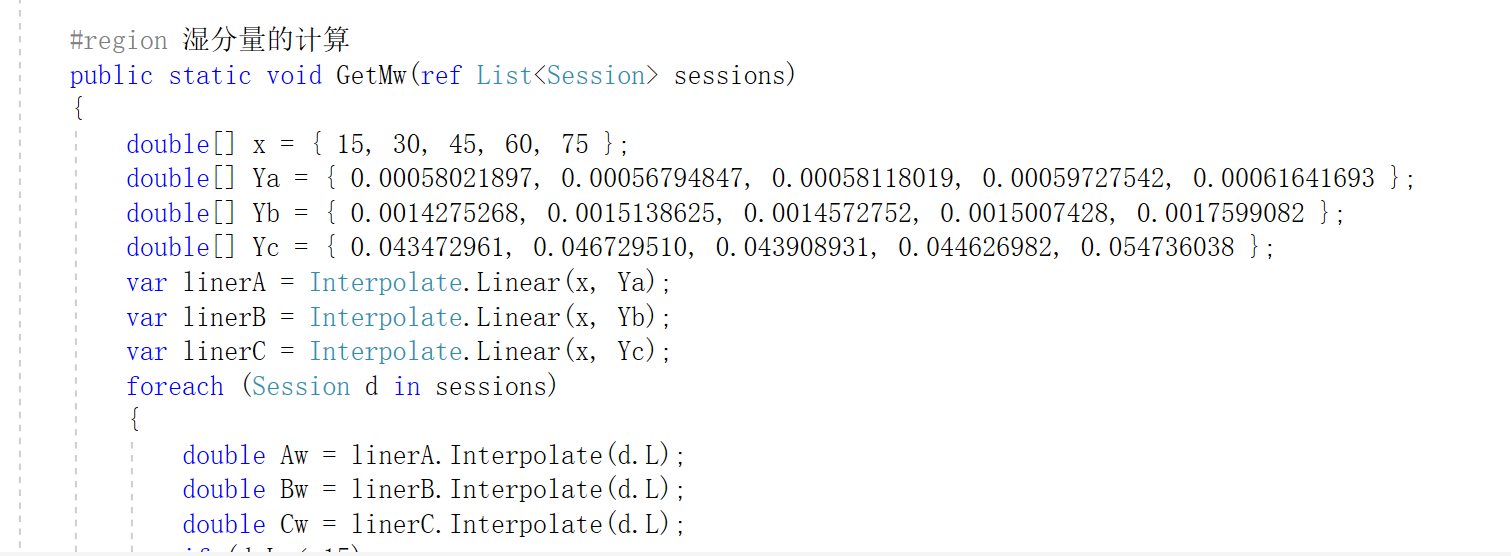 #region 湿分量的计算
public static void GetMw(ref List<Session> sessions)
{
double[] x = { 15, 30, 45, 60, 75 };
double[] Ya = { 0.00058021897, 0.00056794847, 0.00058118019, 0.00059727542, 0.00061641693 };
double[] Yb = { 0.0014275268, 0.0015138625, 0.0014572752, 0.0015007428, 0.0017599082 };
double[] Yc = { 0.043472961, 0.046729510, 0.043908931, 0.044626982, 0.054736038 };
var linerA = Interpolate.Linear(x, Ya);
var linerB = Interpolate.Linear(x, Yb);
var linerC = Interpolate.Linear(x, Yc);
foreach (Session d in sessions)
{
double Aw = linerA.Interpolate(d.L);
double Bw = linerB.Interpolate(d.L);
double Cw = linerC.Interpolate(d.L);